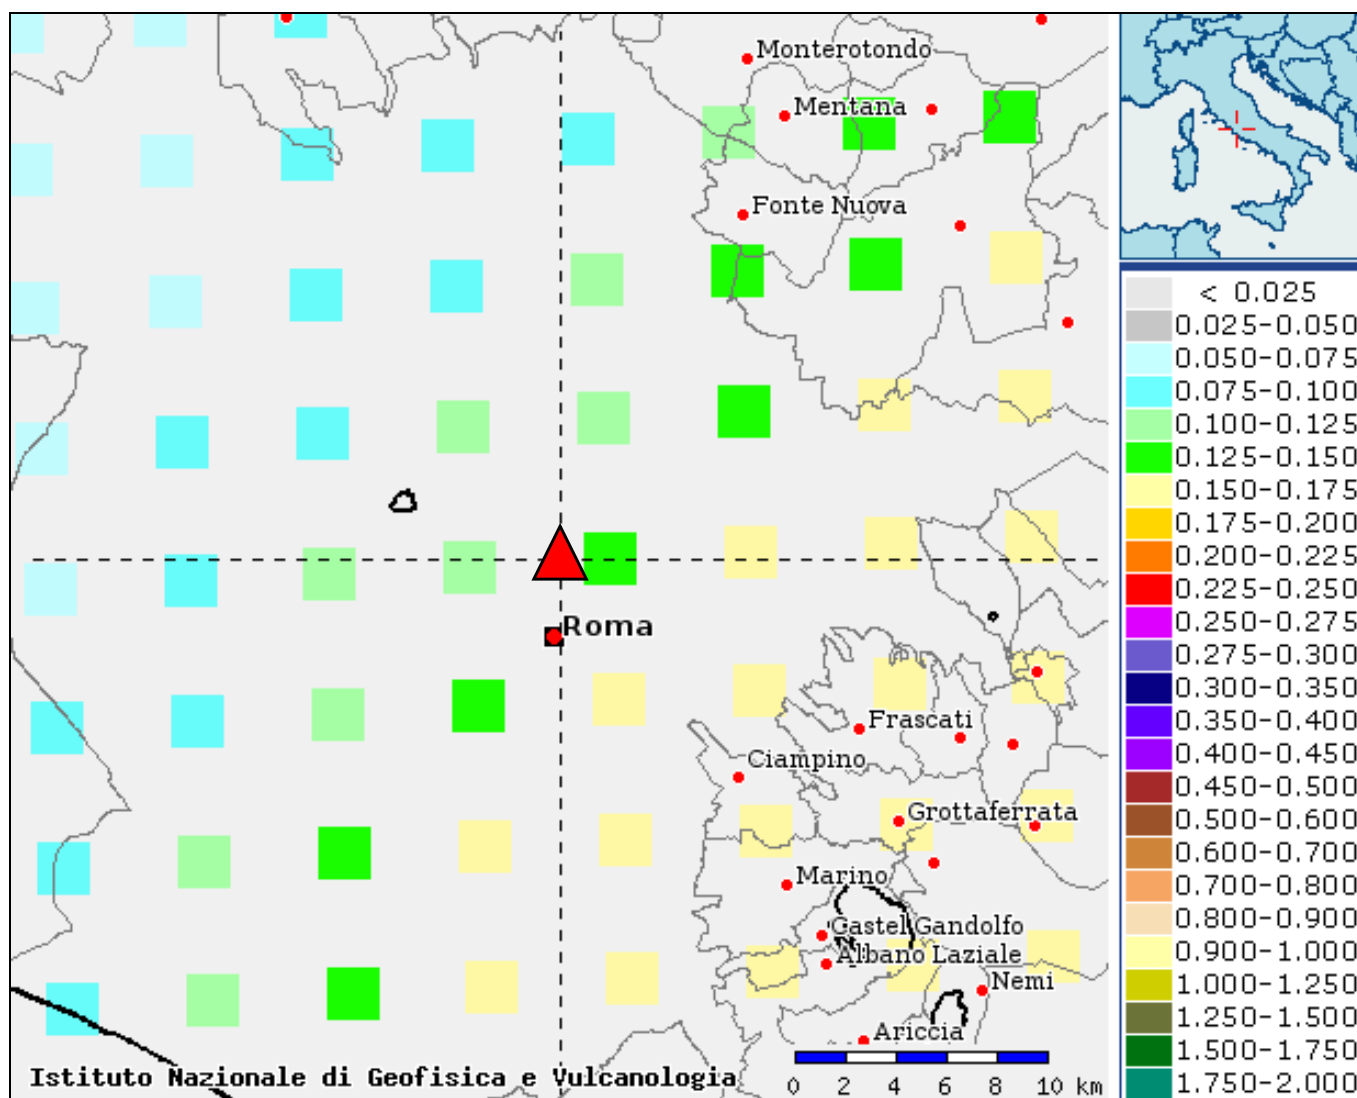 Monterotondo
Mentana
Fonte Nuova
Roma
Frascati
Ciampino
Grottaferrata
Marino
Gastel Gandolfo
Albano Laziale
Nemi
Ariccia
Istituto Nazionale di Geofisica e Vulcanologia
0 2 4 6 8 10 km
< 0.025
0.025-0.050
0.050-0.075
0.075-0.100
0.100-0.125
0.125-0.150
0.150-0.175
0.175-0.200
0.200-0.225
0.225-0.250
0.250-0.275
0.275-0.300
0.300-0.350
0.350-0.400
0.400-0.450
0.450-0.500
0.500-0.600
0.600-0.700
0.700-0.800
0.800-0.900
0.900-1.000
1.000-1.250
1.250-1.500
1.500-1.750
1.750-2.000